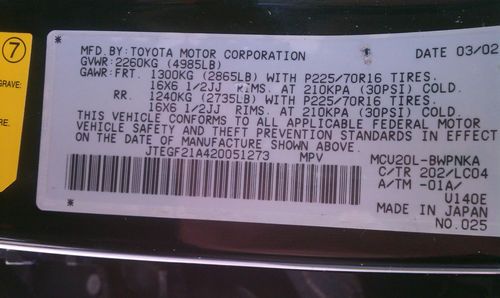 7
GRAVE:
RE:
MFD.BY:TOYOTA MOTOR CORPORATION DATE 03/02
GVWR:2260KG (4985LB)
GAWR:FRT. 1300KG (2865LB) WITH P225/70R16 TIRES.
16X6 1/2JJ RIMS. AT 210KPA (30PSI) COLD.
RR. 1240KG (2735LB) WITH P225/70R16 TIRES.
16X6 1/2JJ RIMS. AT 210KPA (30PSI) COLD.
THIS VEHICLE CONFORMS TO ALL APPLICABLE FEDERAL MOTOR
VEHICLE SAFETY AND THEFT PREVENTION STANDARDS IN EFFECT
ON THE DATE OF MANUFACTURE SHOWN ABOVE.
JTEGF21A420051273 MPV MCU20L-BWPNKA
C/TR 202/LC04
A/TM -01A/
U140E
MADE IN JAPAN
NO.025